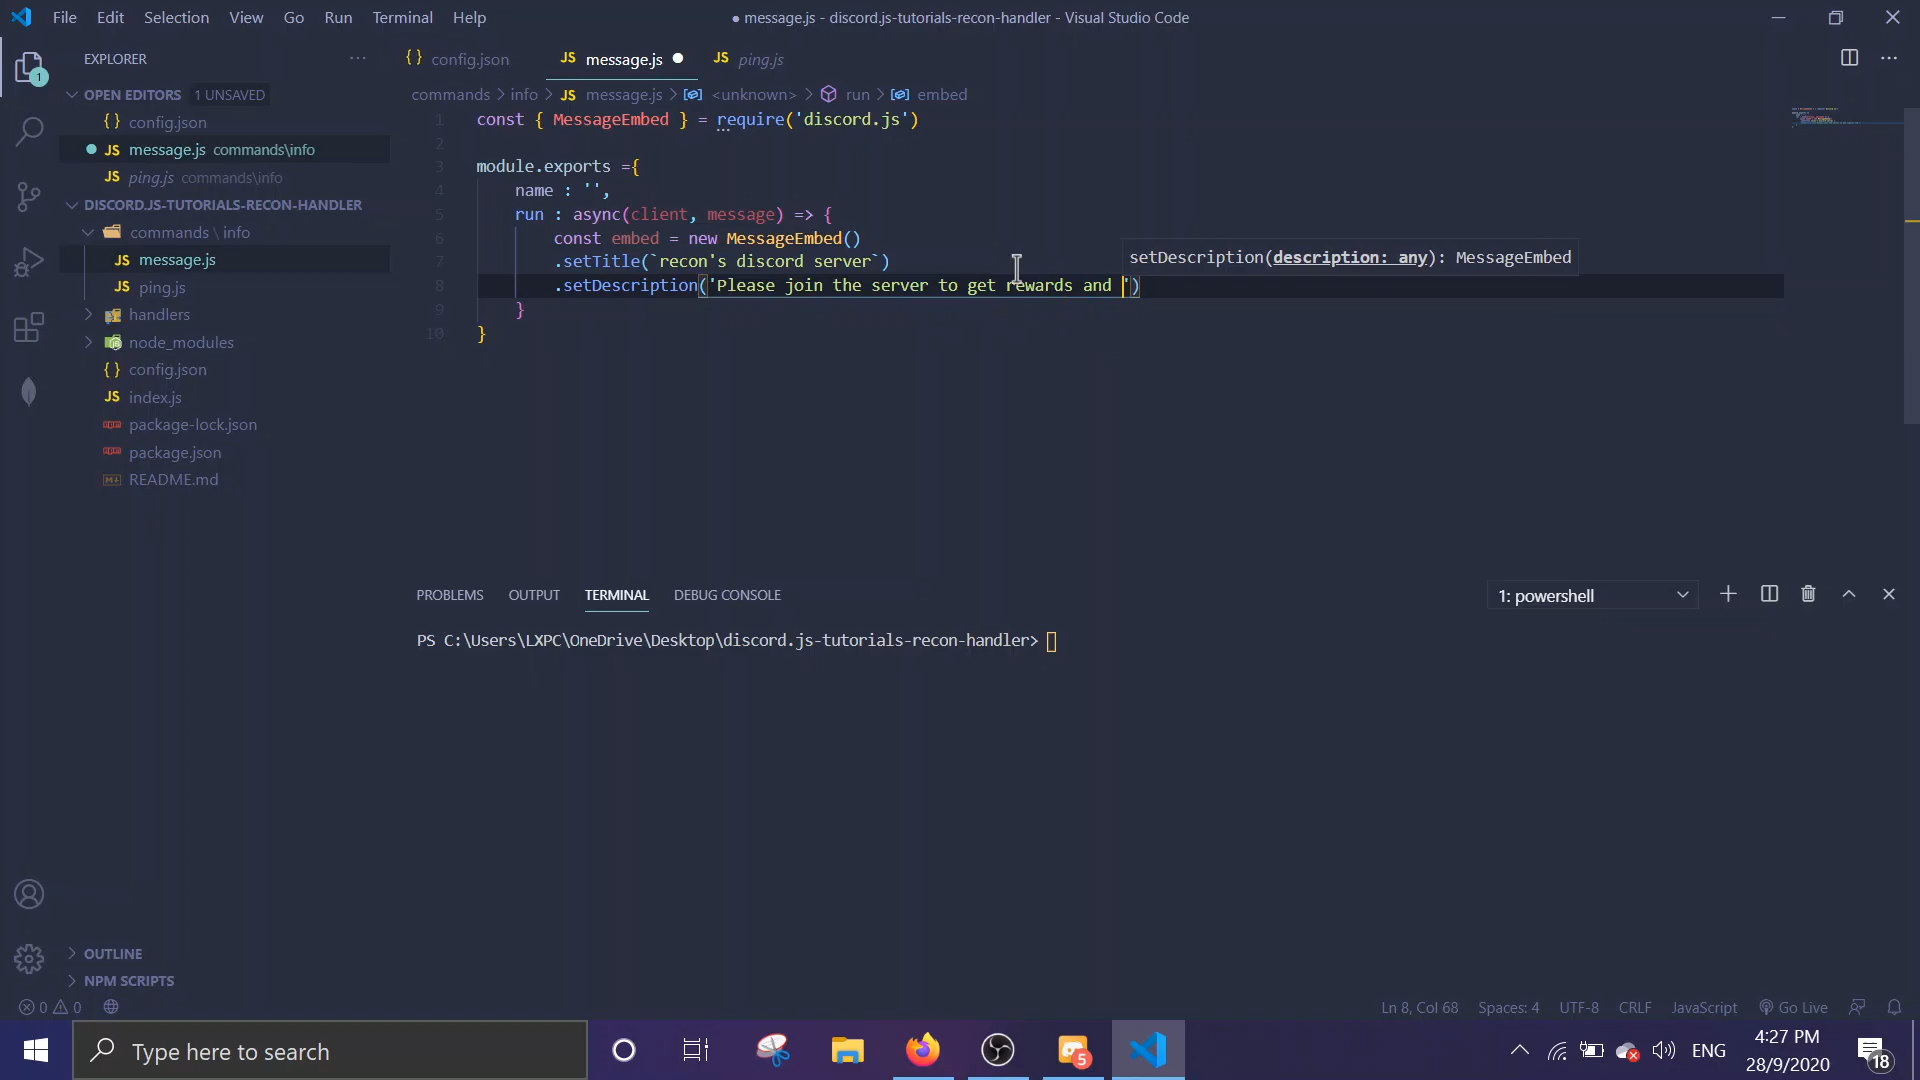 File Edit Selection View Go Run Terminal Help
● message.js - discord.js-tutorials-recon-handler - Visual Studio Code
EXPLORER
OPEN EDITORS 1 UNSAVED
{} config.json
JS message.js commands\info
JS ping.js commands\info
DISCORD.JS-TUTORIALS-RECON-HANDLER
commands \ info
JS message.js
JS ping.js
handlers
node_modules
{} config.json
JS index.js
package-lock.json
package.json
README.md
OUTLINE
NPM SCRIPTS
1
{} config.json JS message.js ● JS ping.js
commands > info > JS message.js > <unknown> > run > embed
1 const { MessageEmbed } = require('discord.js')
2
3 module.exports ={
4 name : '',
5 run : async(client, message) => {
6 const embed = new MessageEmbed()
7 .setTitle(`recon's discord server`)
8 .setDescription('Please join the server to get rewards and ')
9 }
10 }
setDescription(description: any): MessageEmbed
PROBLEMS OUTPUT TERMINAL DEBUG CONSOLE
1: powershell
PS C:\Users\LXPC\OneDrive\Desktop\discord.js-tutorials-recon-handler>
0 0
Ln 8, Col 68 Spaces: 4 UTF-8 CRLF JavaScript Go Live
Type here to search
5
ENG
4:27 PM
28/9/2020
18